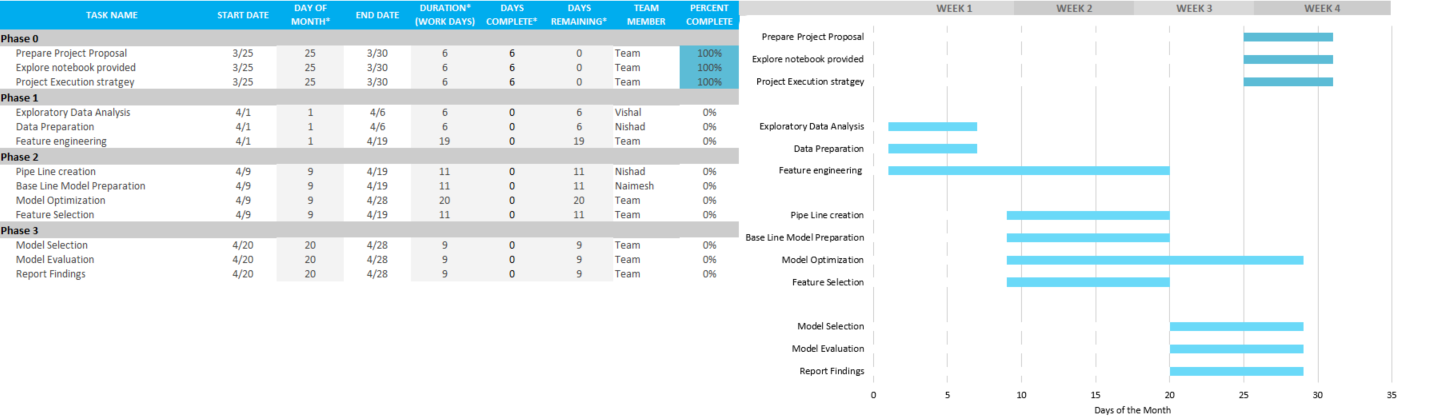 TASK NAME START DATE DAY OF MONTH* END DATE DURATION* (WORK DAYS) DAYS COMPLETE* DAYS REMAINING* TEAM MEMBER PERCENT COMPLETE
Phase 0
Prepare Project Proposal 3/25 25 3/30 6 6 0 Team 100%
Explore notebook provided 3/25 25 3/30 6 6 0 Team 100%
Project Execution stratgey 3/25 25 3/30 6 6 0 Team 100%
Phase 1
Exploratory Data Analysis 4/1 1 4/6 6 0 6 Vishal 0%
Data Preparation 4/1 1 4/6 6 0 6 Nishad 0%
Feature engineering 4/1 1 4/19 19 0 19 Team 0%
Phase 2
Pipe Line creation 4/9 9 4/19 11 0 11 Nishad 0%
Base Line Model Preparation 4/9 9 4/19 11 0 11 Naimesh 0%
Model Optimization 4/9 9 4/28 20 0 20 Team 0%
Feature Selection 4/9 9 4/19 11 0 11 Team 0%
Phase 3
Model Selection 4/20 20 4/28 9 0 9 Team 0%
Model Evaluation 4/20 20 4/28 9 0 9 Team 0%
Report Findings 4/20 20 4/28 9 0 9 Team 0%
WEEK 1 WEEK 2 WEEK 3 WEEK 4
Prepare Project Proposal
Explore notebook provided
Project Execution stratgey
Exploratory Data Analysis
Data Preparation
Feature engineering
Pipe Line creation
Base Line Model Preparation
Model Optimization
Feature Selection
Model Selection
Model Evaluation
Report Findings
0 5 10 15 20 25 30 35
Days of the Month